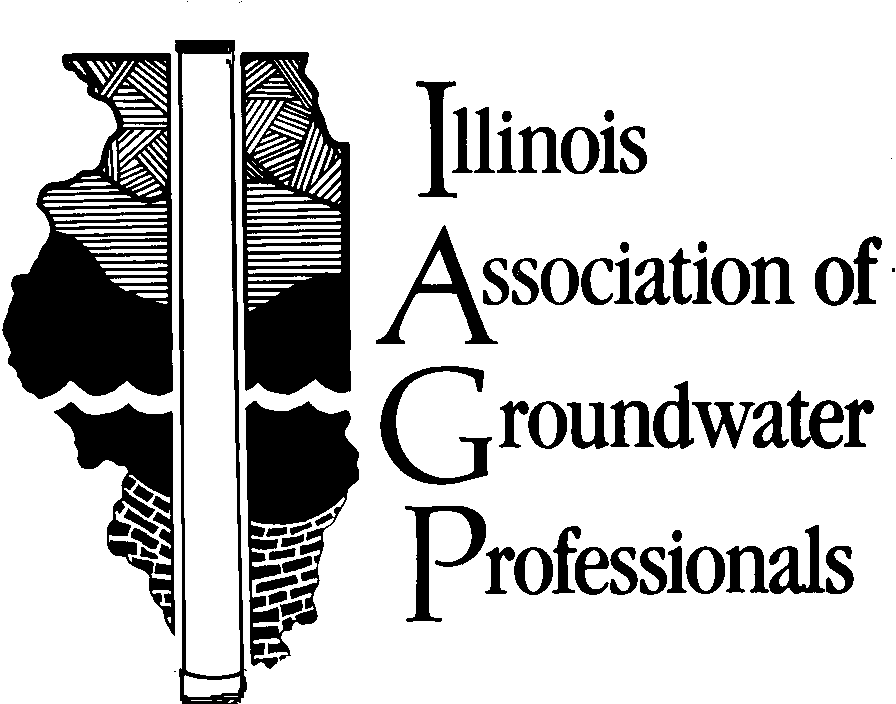 Illinois
Association of
Groundwater
Professionals